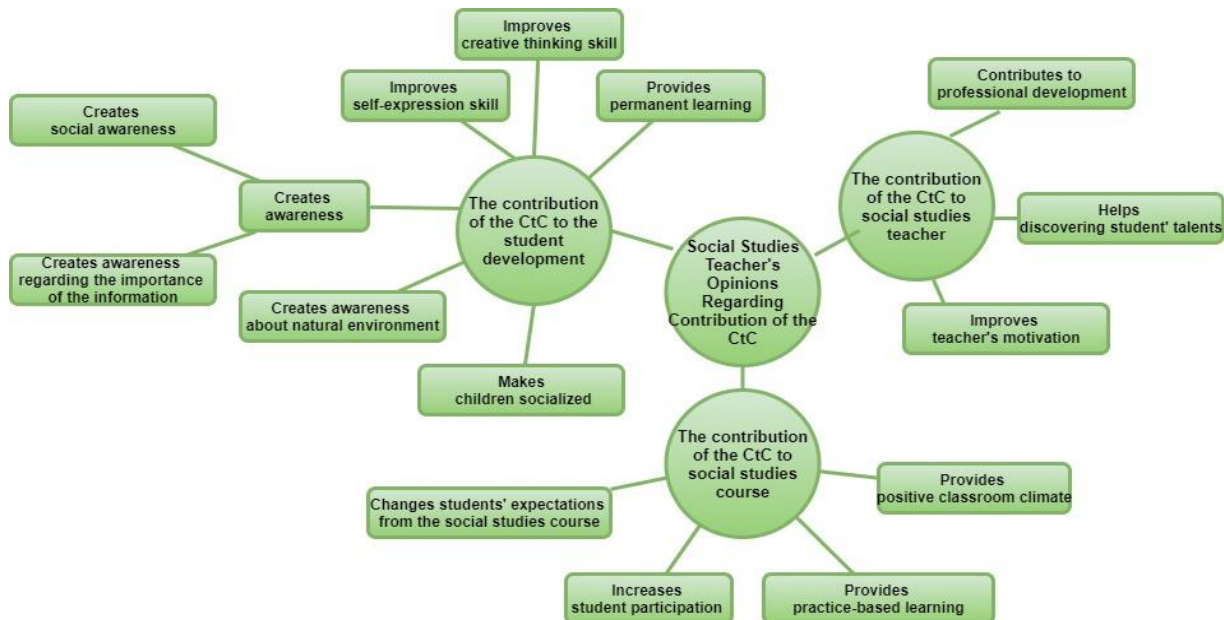 Improves
creative thinking skill
Improves
self-expression skill
Provides
permanent learning
Contributes to
professional development
Creates
social awareness
Creates
awareness
The contribution
of the CtC to the
student
development
The contribution
of the CtC to
social studies
teacher
Helps
discovering student' talents
Creates awareness
regarding the importance
of the information
Creates awareness
about natural environment
Social Studies
Teacher's
Opinions
Regarding
Contribution of the
CtC
Improves
teacher's motivation
Makes
children socialized
The contribution
of the CtC to
social studies
course
Changes students' expectations
from the social studies course
Provides
positive classroom climate
Increases
student participation
Provides
practice-based learning